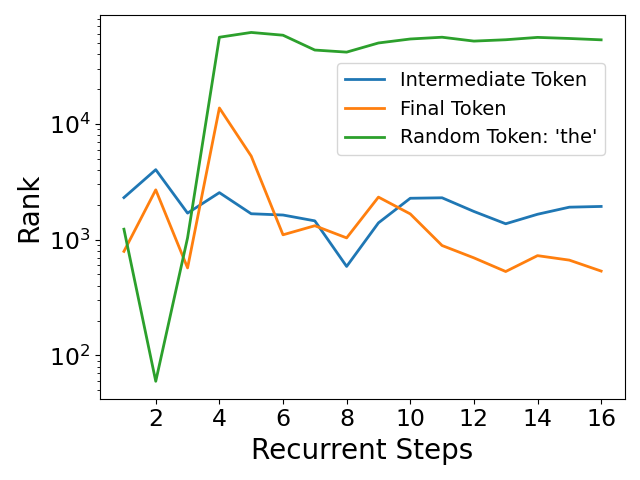 Intermediate Token
Final Token
Random Token: 'the'
10^4
10^3
10^2
Rank
2 4 6 8 10 12 14 16
Recurrent Steps